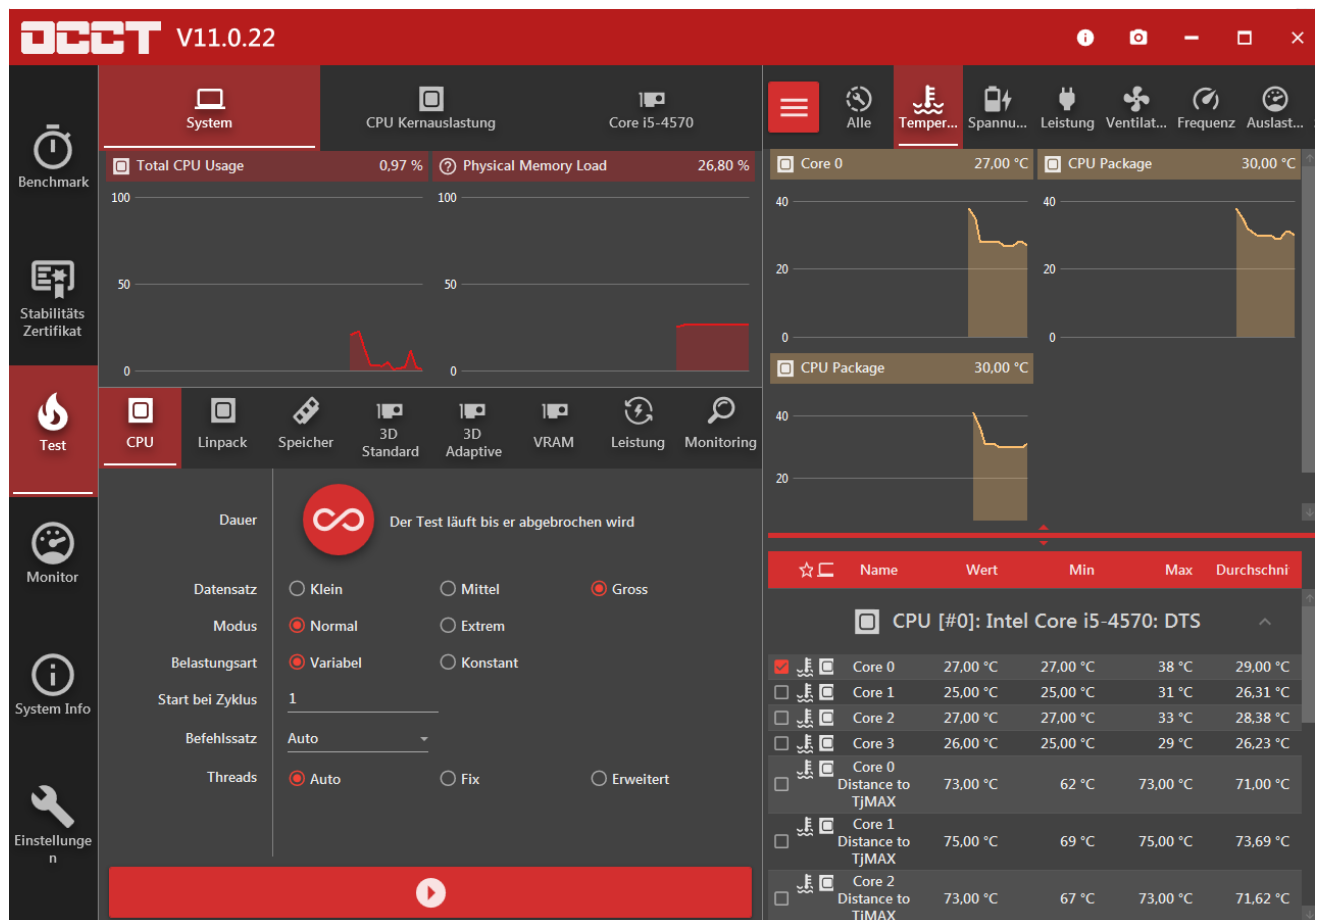 OCCT V11.0.22
Benchmark
Stabilitäts
Zertifikat
Test
Monitor
System Info
Einstellunge
n
System
CPU Kernauslastung
Core i5-4570
Total CPU Usage 0,97 %
100
50
0
Physical Memory Load 26,80 %
100
50
0
CPU
Linpack
Speicher
3D
Standard
3D
Adaptive
VRAM
Leistung
Monitoring
Dauer
Der Test läuft bis er abgebrochen wird
Datensatz Klein Mittel Gross
Modus Normal Extrem
Belastungsart Variabel Konstant
Start bei Zyklus 1
Befehlssatz Auto
Threads Auto Fix Erweitert
Alle
Temper...
Spannu...
Leistung
Ventilat...
Frequenz
Auslast...
Core 0 27,00 °C
40
20
0
CPU Package 30,00 °C
40
20
0
CPU Package 30,00 °C
40
20
Name Wert Min Max Durchschni
CPU [#0]: Intel Core i5-4570: DTS
Core 0 27,00 °C 27,00 °C 38 °C 29,00 °C
Core 1 25,00 °C 25,00 °C 31 °C 26,31 °C
Core 2 27,00 °C 27,00 °C 33 °C 28,38 °C
Core 3 26,00 °C 25,00 °C 29 °C 26,23 °C
Core 0
Distance to 73,00 °C 62 °C 73,00 °C 71,00 °C
TjMAX
Core 1
Distance to 75,00 °C 69 °C 75,00 °C 73,69 °C
TjMAX
Core 2
Distance to 73,00 °C 67 °C 73,00 °C 71,62 °C
TjMAX